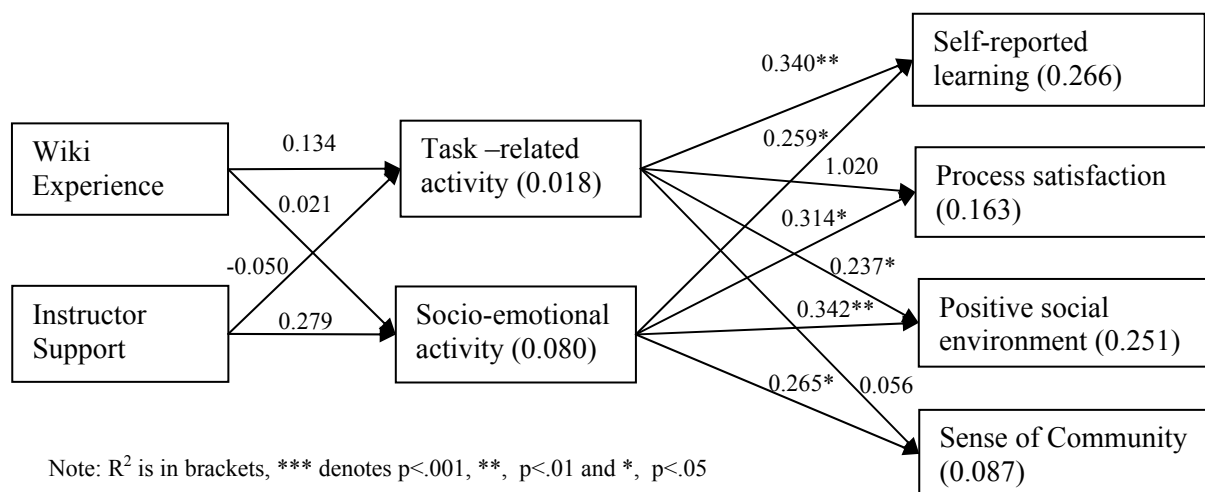 Self-reported
learning (0.266)
0.340**
0.259*
Wiki
Experience
0.134
Task –related
activity (0.018)
1.020
Process satisfaction
(0.163)
0.021
0.314*
-0.050
0.237*
Instructor
Support
0.279
Socio-emotional
activity (0.080)
0.342**
Positive social
environment (0.251)
0.265*
0.056
Sense of Community
(0.087)
Note: R2 is in brackets, *** denotes p<.001, **, p<.01 and *, p<.05